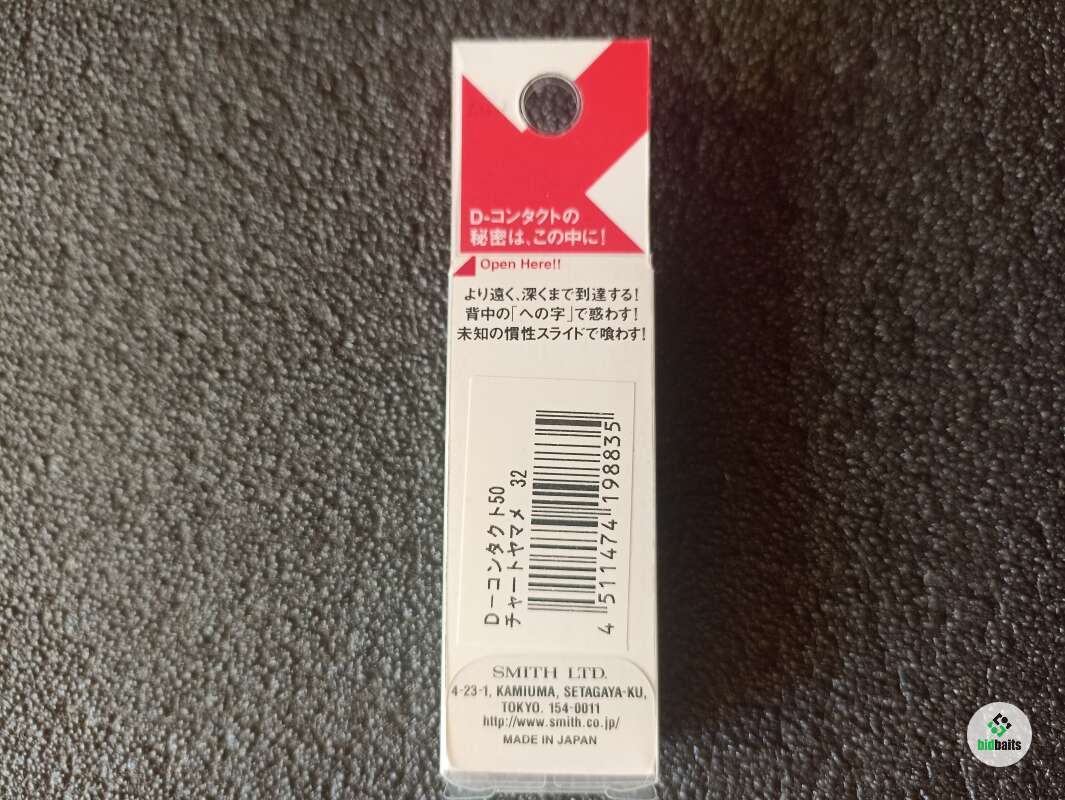 D-コンタクトの
秘密は、この中に!
Open Here!!
より遠く、深くまで到達する!
背中の「への字」で惑わす!
未知の慣性スライドで喰わす!
D-コンタクト50
チャートヤマメ 32
4 511474 198835
SMITH LTD.
4-23-1, KAMIUMA, SETAGAYA-KU,
TOKYO. 154-0011
http://www.smith.co.jp/
MADE IN JAPAN
bidbaits